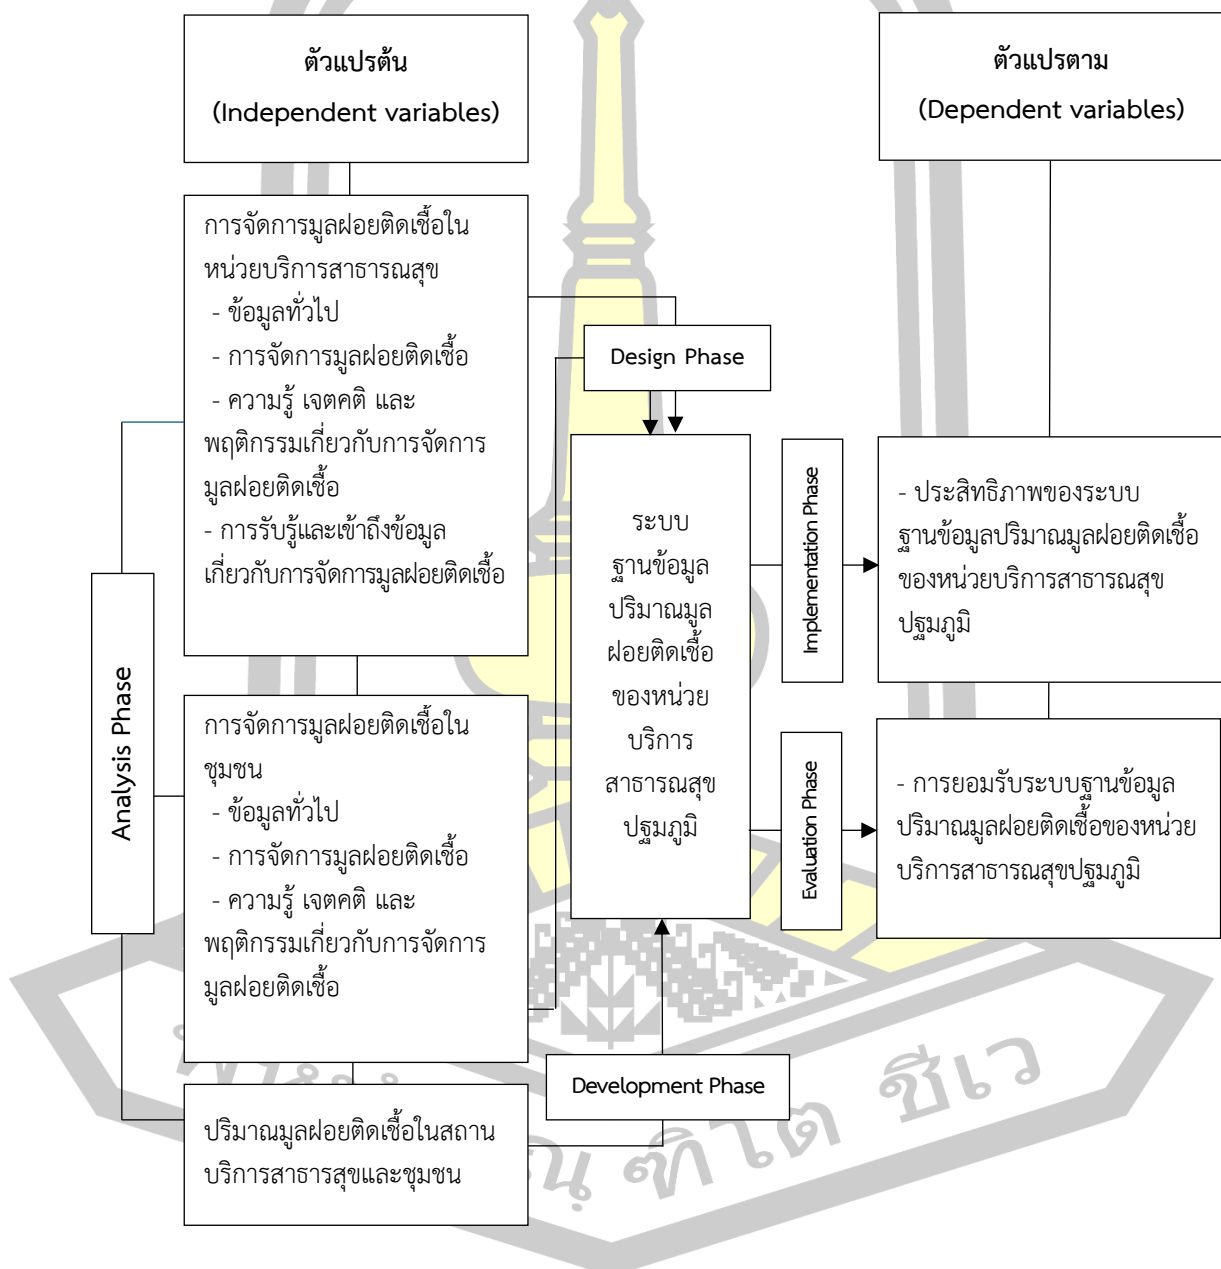 ตัวแปรต้น
(Independent variables)
ตัวแปรตาม
(Dependent variables)
การจัดการมูลฝอยติดเชื้อใน
หน่วยบริการสาธารณสุข
- ข้อมูลทั่วไป
- การจัดการมูลฝอยติดเชื้อ
- ความรู้ เจตคติ และ
พฤติกรรมเกี่ยวกับการจัดการ
มูลฝอยติดเชื้อ
- การรับรู้และเข้าถึงข้อมูล
เกี่ยวกับการจัดการมูลฝอยติดเชื้อ
Analysis Phase
การจัดการมูลฝอยติดเชื้อใน
ชุมชน
- ข้อมูลทั่วไป
- การจัดการมูลฝอยติดเชื้อ
- ความรู้ เจตคติ และ
พฤติกรรมเกี่ยวกับการจัดการ
มูลฝอยติดเชื้อ
ปริมาณมูลฝอยติดเชื้อในสถาน
บริการสาธารสุขและชุมชน
Design Phase
ระบบ
ฐานข้อมูล
ปริมาณมูล
ฝอยติดเชื้อ
ของหน่วย
บริการ
สาธารณสุข
ปฐมภูมิ
Development Phase
Implementation Phase
Evaluation Phase
- ประสิทธิภาพของระบบ
ฐานข้อมูลปริมาณมูลฝอยติดเชื้อ
ของหน่วยบริการสาธารณสุข
ปฐมภูมิ
- การยอมรับระบบฐานข้อมูล
ปริมาณมูลฝอยติดเชื้อของหน่วย
บริการสาธารณสุขปฐมภูมิ
ชีเว